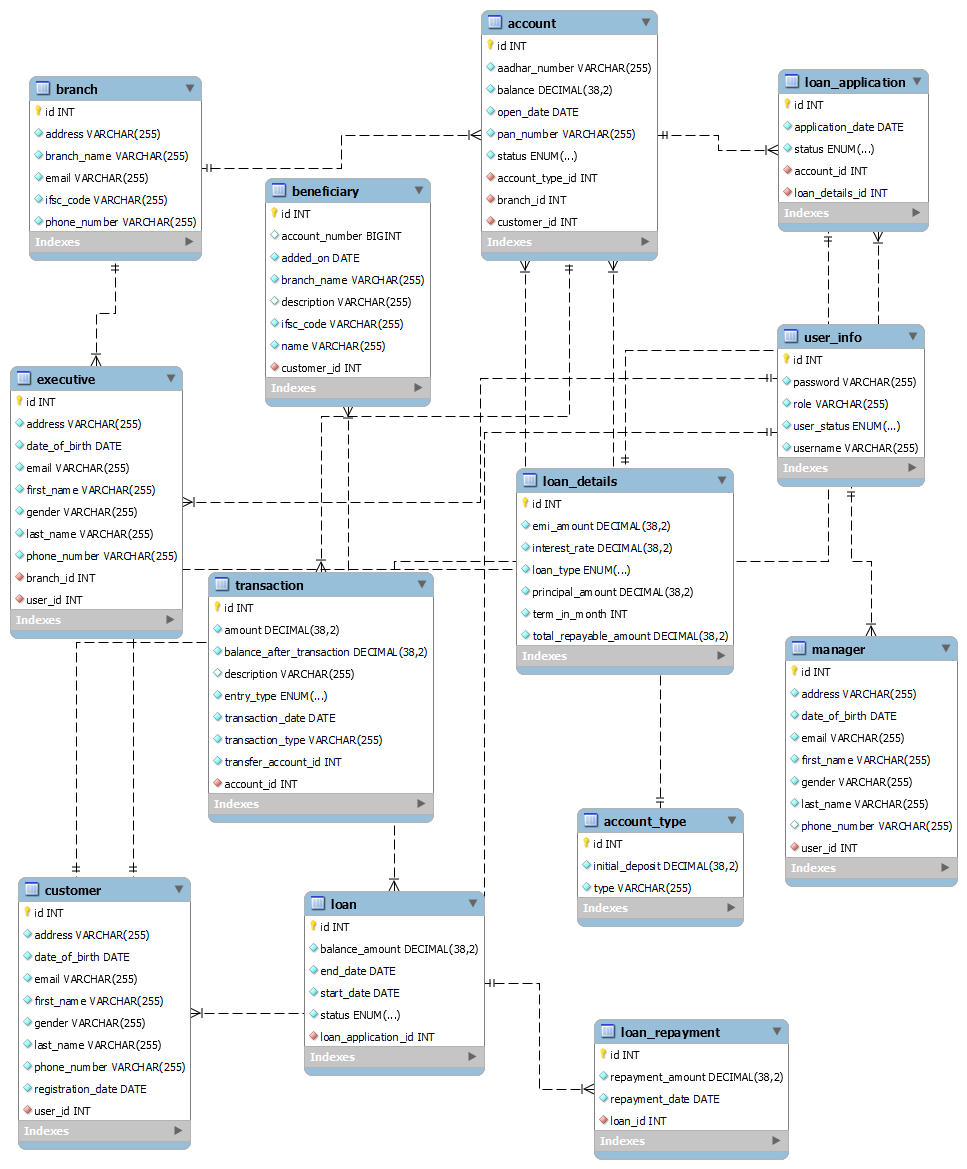 account
id INT
aadhar_number VARCHAR(255)
balance DECIMAL(38,2)
open_date DATE
pan_number VARCHAR(255)
status ENUM(...)
account_type_id INT
branch_id INT
customer_id INT
Indexes
branch
id INT
address VARCHAR(255)
branch_name VARCHAR(255)
email VARCHAR(255)
ifsc_code VARCHAR(255)
phone_number VARCHAR(255)
Indexes
loan_application
id INT
application_date DATE
status ENUM(...)
account_id INT
loan_details_id INT
Indexes
beneficiary
id INT
account_number BIGINT
added_on DATE
branch_name VARCHAR(255)
description VARCHAR(255)
ifsc_code VARCHAR(255)
name VARCHAR(255)
customer_id INT
Indexes
user_info
id INT
password VARCHAR(255)
role VARCHAR(255)
user_status ENUM(...)
username VARCHAR(255)
Indexes
executive
id INT
address VARCHAR(255)
date_of_birth DATE
email VARCHAR(255)
first_name VARCHAR(255)
gender VARCHAR(255)
last_name VARCHAR(255)
phone_number VARCHAR(255)
branch_id INT
user_id INT
Indexes
loan_details
id INT
emi_amount DECIMAL(38,2)
interest_rate DECIMAL(38,2)
loan_type ENUM(...)
principal_amount DECIMAL(38,2)
term_in_month INT
total_repayable_amount DECIMAL(38,2)
Indexes
transaction
id INT
amount DECIMAL(38,2)
balance_after_transaction DECIMAL(38,2)
description VARCHAR(255)
entry_type ENUM(...)
transaction_date DATE
transaction_type VARCHAR(255)
transfer_account_id INT
account_id INT
Indexes
manager
id INT
address VARCHAR(255)
date_of_birth DATE
email VARCHAR(255)
first_name VARCHAR(255)
gender VARCHAR(255)
last_name VARCHAR(255)
phone_number VARCHAR(255)
user_id INT
Indexes
account_type
id INT
initial_deposit DECIMAL(38,2)
type VARCHAR(255)
Indexes
customer
id INT
address VARCHAR(255)
date_of_birth DATE
email VARCHAR(255)
first_name VARCHAR(255)
gender VARCHAR(255)
last_name VARCHAR(255)
phone_number VARCHAR(255)
registration_date DATE
user_id INT
Indexes
loan
id INT
balance_amount DECIMAL(38,2)
end_date DATE
start_date DATE
status ENUM(...)
loan_application_id INT
Indexes
loan_repayment
id INT
repayment_amount DECIMAL(38,2)
repayment_date DATE
loan_id INT
Indexes